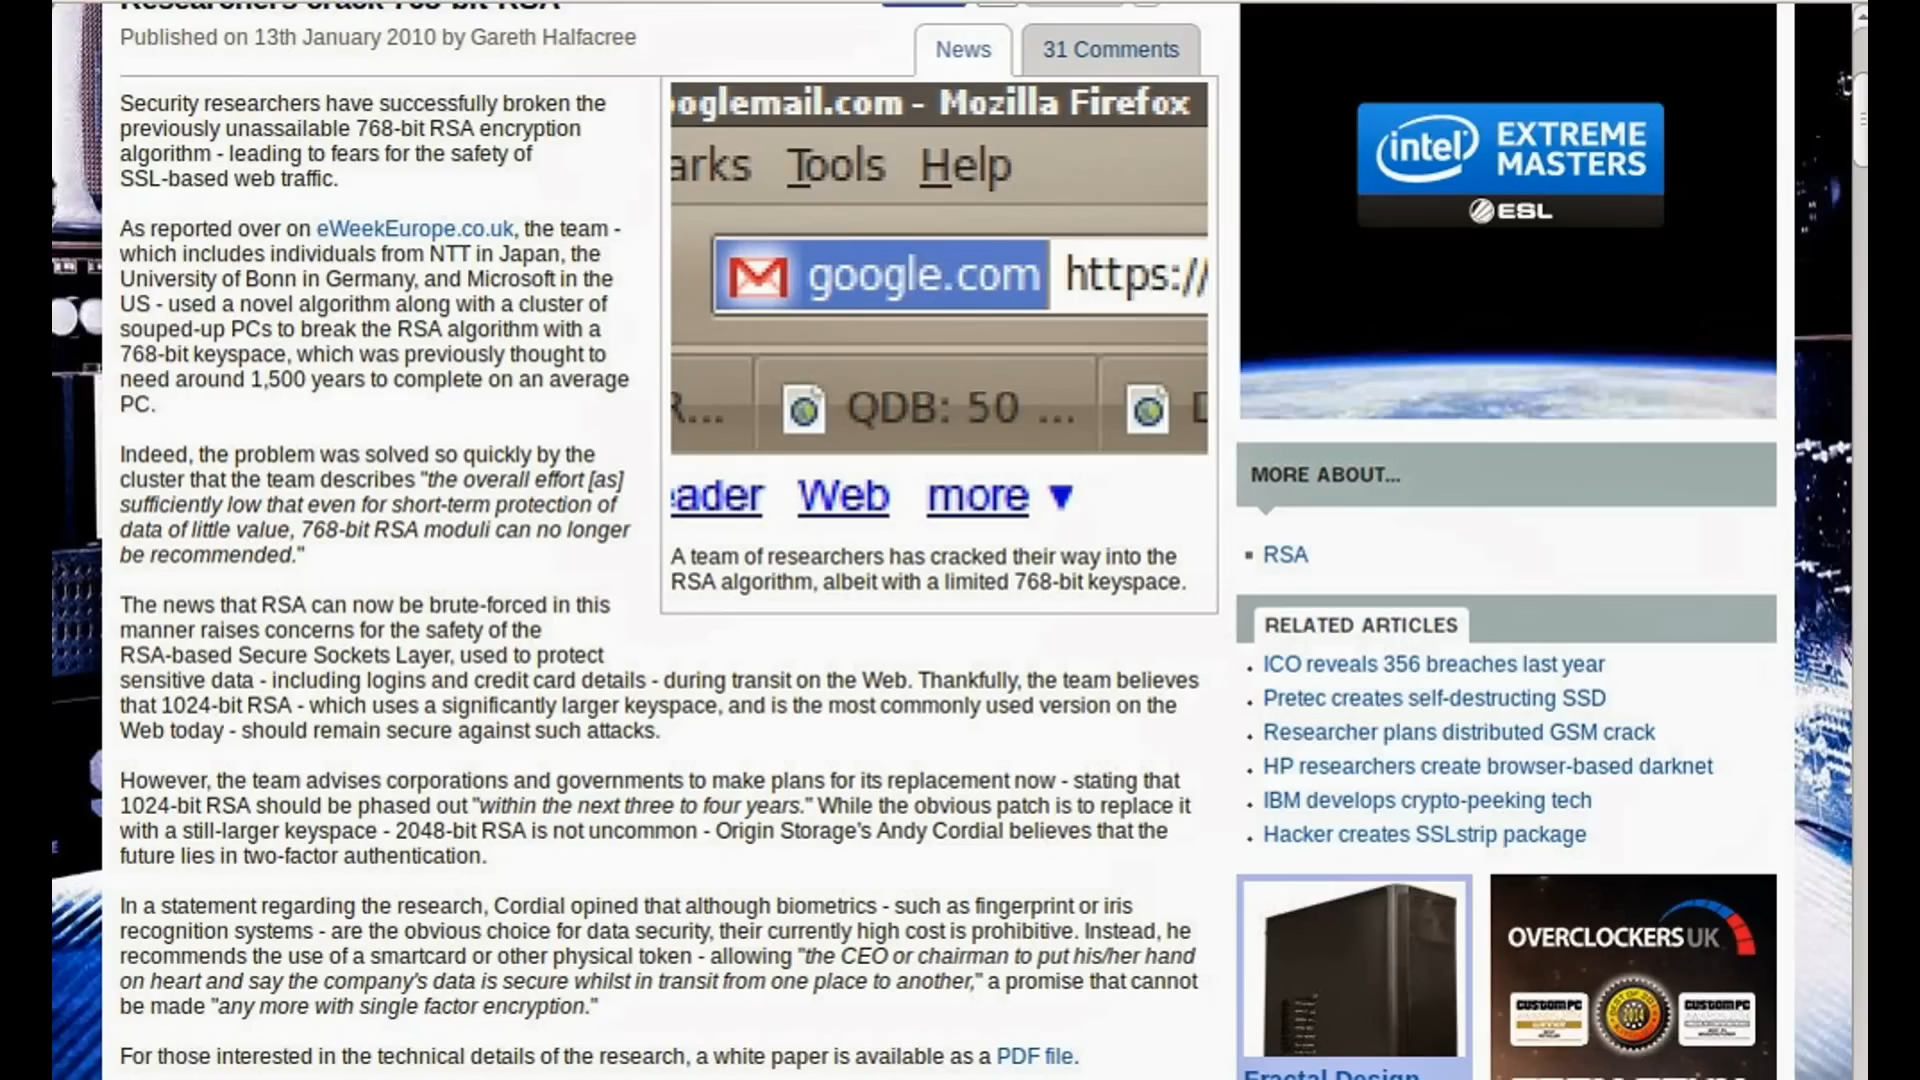 Researchers crack 768-bit RSA
Published on 13th January 2010 by Gareth Halfacree
News
31 Comments
Security researchers have successfully broken the
previously unassailable 768-bit RSA encryption
algorithm - leading to fears for the safety of
SSL-based web traffic.
As reported over on eWeekEurope.co.uk, the team -
which includes individuals from NTT in Japan, the
University of Bonn in Germany, and Microsoft in the
US - used a novel algorithm along with a cluster of
souped-up PCs to break the RSA algorithm with a
768-bit keyspace, which was previously thought to
need around 1,500 years to complete on an average
PC.
Indeed, the problem was solved so quickly by the
cluster that the team describes "the overall effort [as]
sufficiently low that even for short-term protection of
data of little value, 768-bit RSA moduli can no longer
be recommended."
The news that RSA can now be brute-forced in this
manner raises concerns for the safety of the
RSA-based Secure Sockets Layer, used to protect
sensitive data - including logins and credit card details - during transit on the Web. Thankfully, the team believes
that 1024-bit RSA - which uses a significantly larger keyspace, and is the most commonly used version on the
Web today - should remain secure against such attacks.
However, the team advises corporations and governments to make plans for its replacement now - stating that
1024-bit RSA should be phased out "within the next three to four years." While the obvious patch is to replace it
with a still-larger keyspace - 2048-bit RSA is not uncommon - Origin Storage's Andy Cordial believes that the
future lies in two-factor authentication.
In a statement regarding the research, Cordial opined that although biometrics - such as fingerprint or iris
recognition systems - are the obvious choice for data security, their currently high cost is prohibitive. Instead, he
recommends the use of a smartcard or other physical token - allowing "the CEO or chairman to put his/her hand
on heart and say the company's data is secure whilst in transit from one place to another," a promise that cannot
be made "any more with single factor encryption."
For those interested in the technical details of the research, a white paper is available as a PDF file.
ooglemail.com - Mozilla Firefox
arks Tools Help
google.com https://
R... QDB: 50 ... D
eader Web more ▼
A team of researchers has cracked their way into the
RSA algorithm, albeit with a limited 768-bit keyspace.
intel EXTREME
MASTERS
ESL
MORE ABOUT...
RSA
RELATED ARTICLES
ICO reveals 356 breaches last year
Pretec creates self-destructing SSD
Researcher plans distributed GSM crack
HP researchers create browser-based darknet
IBM develops crypto-peeking tech
Hacker creates SSLstrip package
Fractal Design
OVERCLOCKERS UK
CUSTOMPC
CUSTOMPC